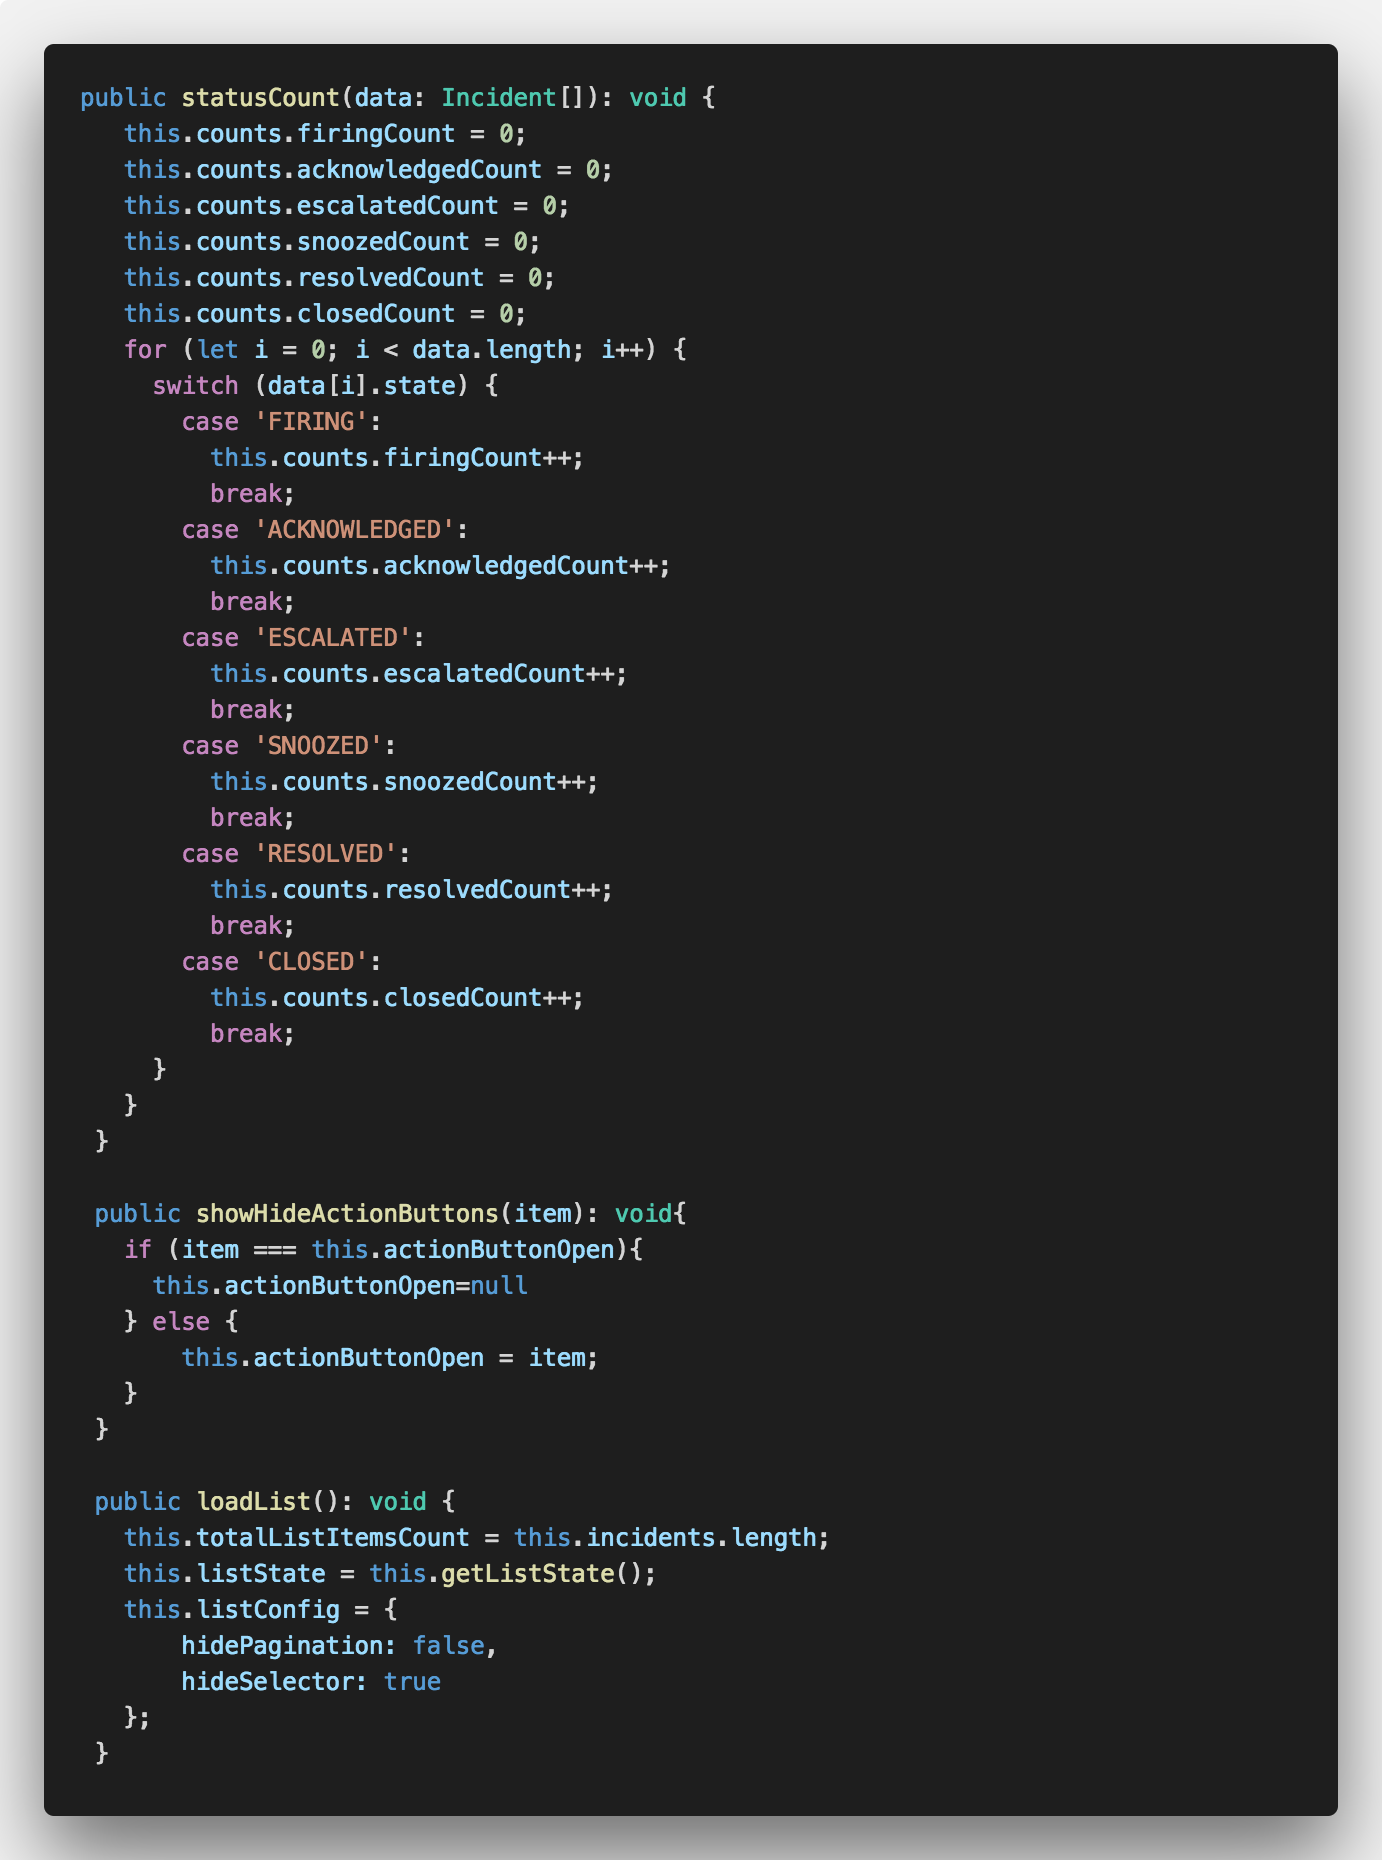 public statusCount(data: Incident[]): void {
   this.counts.firingCount = 0;
   this.counts.acknowledgedCount = 0;
   this.counts.escalatedCount = 0;
   this.counts.snoozedCount = 0;
   this.counts.resolvedCount = 0;
   this.counts.closedCount = 0;
   for (let i = 0; i < data.length; i++) {
     switch (data[i].state) {
       case 'FIRING':
         this.counts.firingCount++;
         break;
       case 'ACKNOWLEDGED':
         this.counts.acknowledgedCount++;
         break;
       case 'ESCALATED':
         this.counts.escalatedCount++;
         break;
       case 'SNOOZED':
         this.counts.snoozedCount++;
         break;
       case 'RESOLVED':
         this.counts.resolvedCount++;
         break;
       case 'CLOSED':
         this.counts.closedCount++;
         break;
     }
   }
 }

 public showHideActionButtons(item): void{
   if (item === this.actionButtonOpen){
     this.actionButtonOpen=null
   } else {
       this.actionButtonOpen = item;
   }
 }

 public loadList(): void {
   this.totalListItemsCount = this.incidents.length;
   this.listState = this.getListState();
   this.listConfig = {
       hidePagination: false,
       hideSelector: true
   };
 }